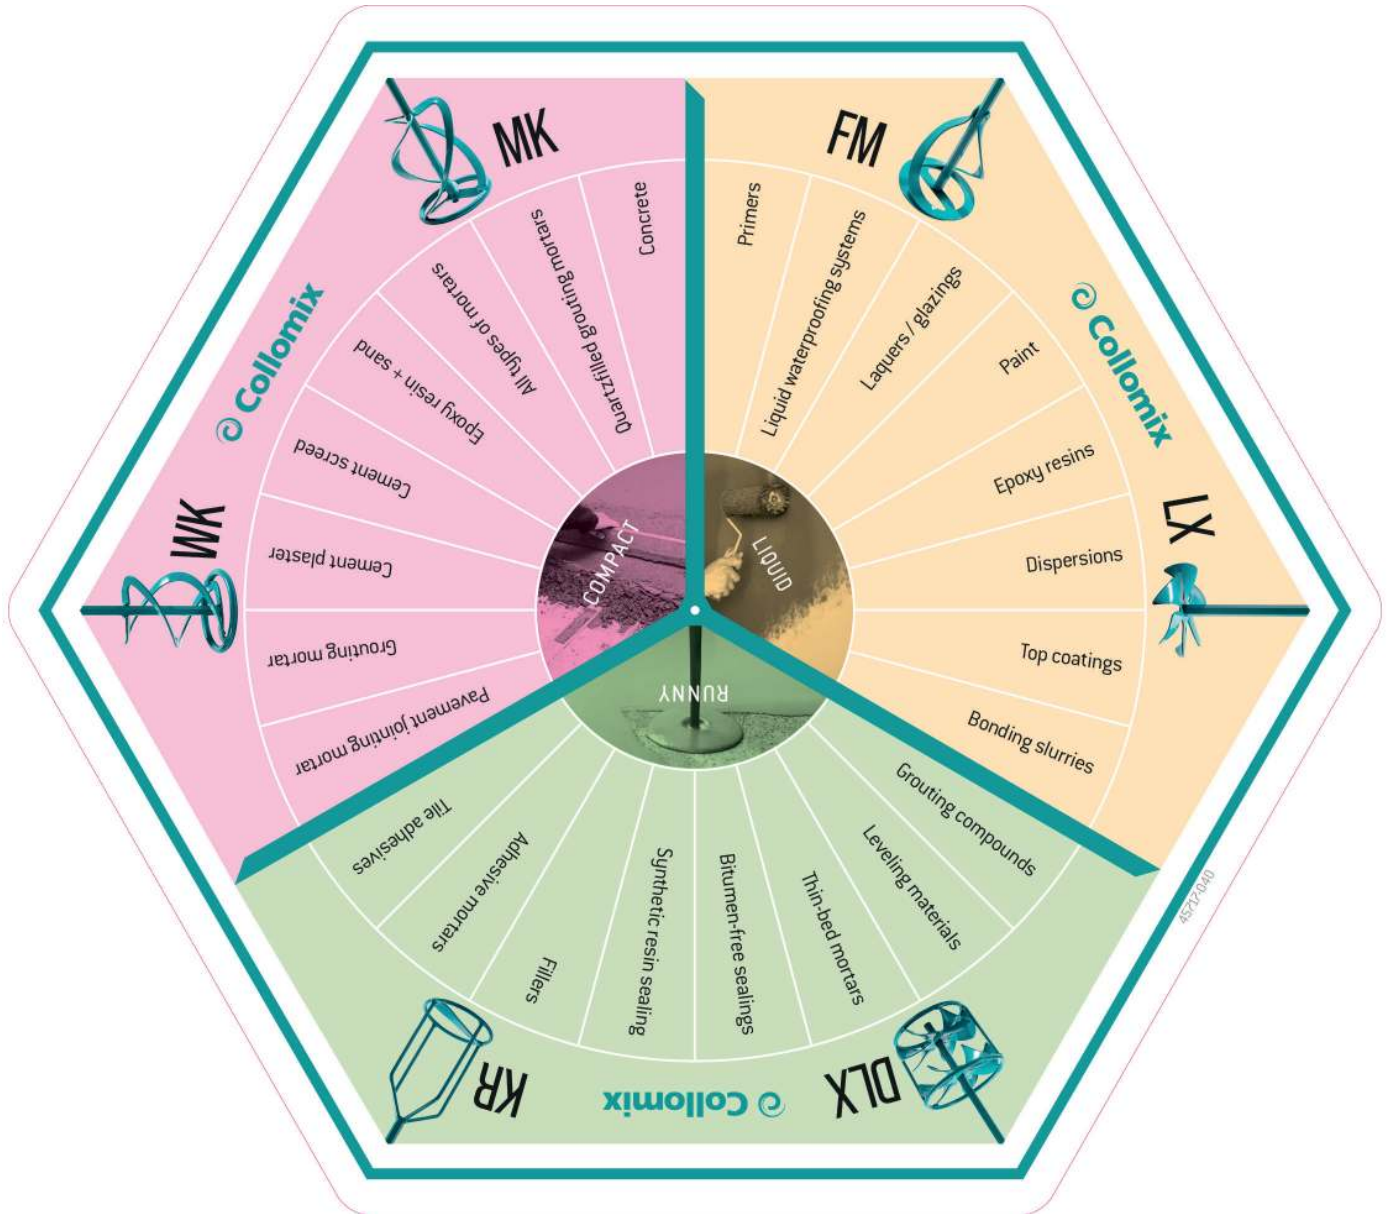 MK
Concrete
Quartzfilled grouting mortars
All types of mortars
Epoxy resin + sand
Cement screed
Cement plaster
Grouting mortar
Pavement jointing mortar
WK
Collomix
COMPACT
FM
Primers
Liquid waterproofing systems
Laquers / glazings
Paint
Epoxy resins
Dispersions
Top coatings
Bonding slurries
LX
Collomix
LIQUID
DLX
Grouting compounds
Leveling materials
Thin-bed mortars
Bitumen-free sealings
Synthetic resin sealing
Fillers
Adhesive mortars
Tile adhesives
KR
Collomix
RUNNY
45717-040